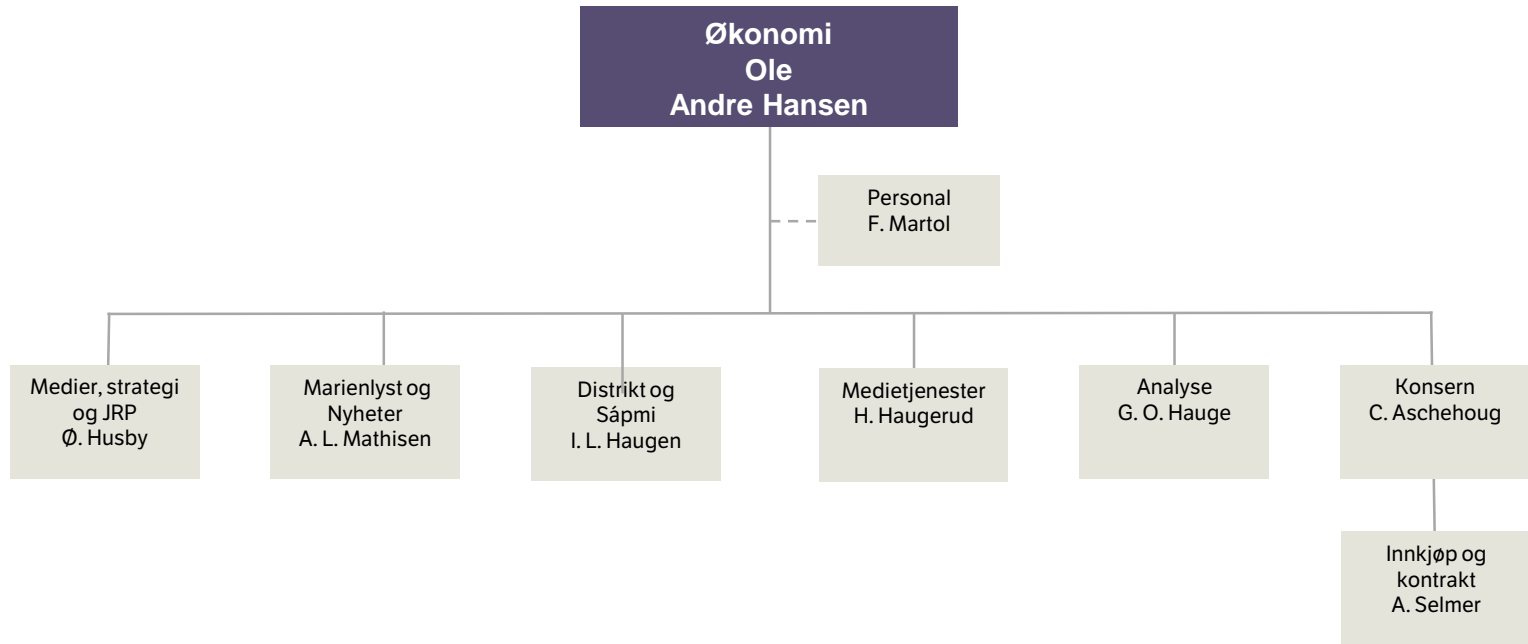 Økonomi
Ole
Andre Hansen
Personal
F. Martol
Medier, strategi
og JRP
Ø. Husby
Marienlyst og
Nyheter
A. L. Mathisen
Distrikt og
Sápmi
I. L. Haugen
Medietjenester
H. Haugerud
Analyse
G. O. Hauge
Konsern
C. Aschehoug
Innkjøp og
kontrakt
A. Selmer